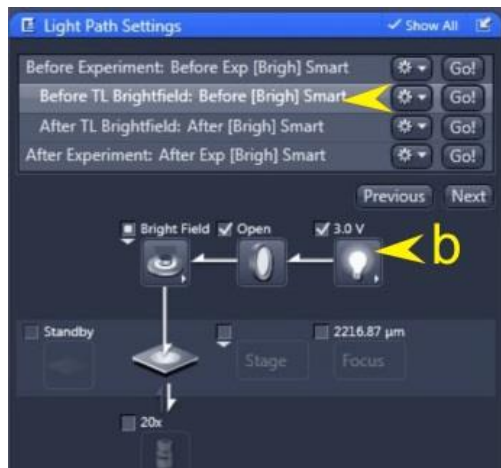 Light Path Settings Show All
Before Experiment: Before Exp [Brigh] Smart Go!
Before TL Brightfield: Before [Brigh] Smart Go!
After TL Brightfield: After [Brigh] Smart Go!
After Experiment: After Exp [Brigh] Smart Go!
Previous Next
Bright Field Open 3.0 V
b
Standby 2216.87 µm
Stage Focus
20x